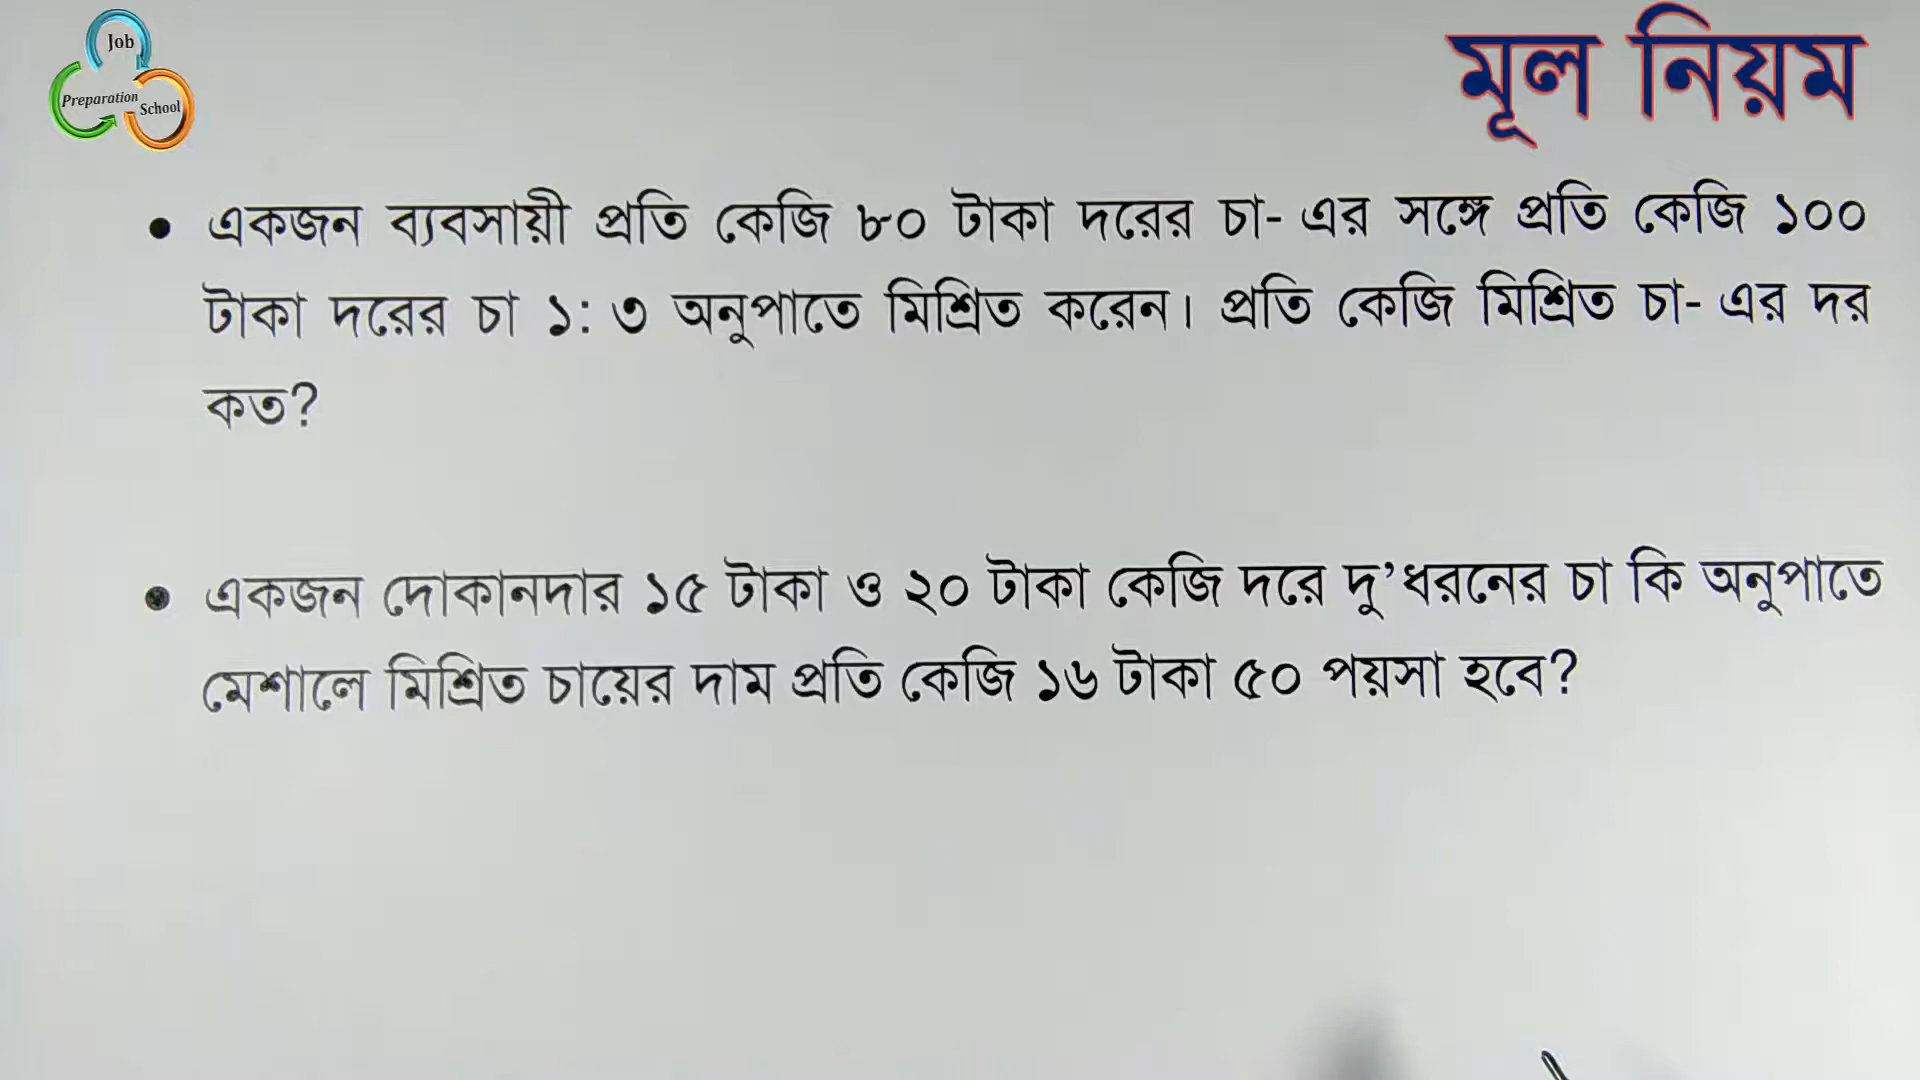 Job
Preparation
School
মূল নিয়ম
• একজন ব্যবসায়ী প্রতি কেজি ৮০ টাকা দরের চা- এর সঙ্গে প্রতি কেজি ১০০
টাকা দরের চা ১: ৩ অনুপাতে মিশ্রিত করেন। প্রতি কেজি মিশ্রিত চা- এর দর
কত?
• একজন দোকানদার ১৫ টাকা ও ২০ টাকা কেজি দরে দু’ধরনের চা কি অনুপাতে
মেশালে মিশ্রিত চায়ের দাম প্রতি কেজি ১৬ টাকা ৫০ পয়সা হবে?